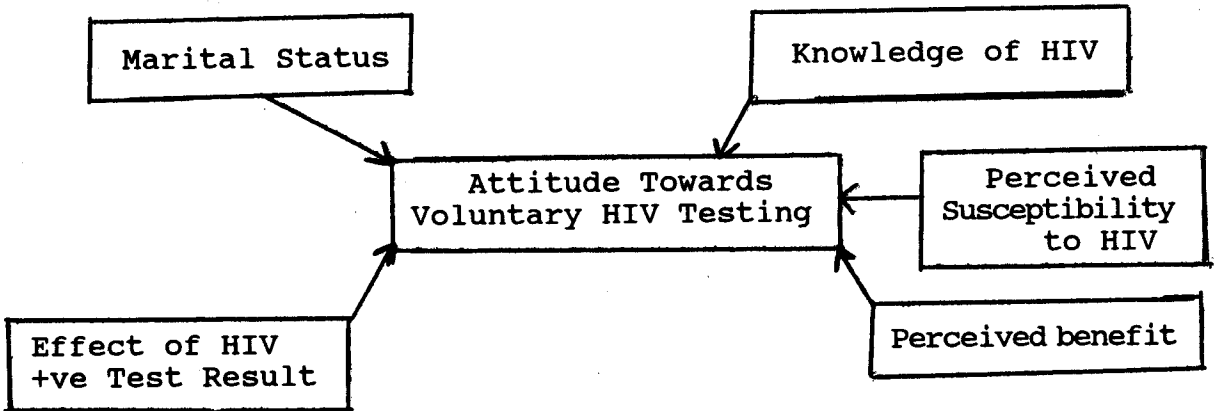 Marital Status
Knowledge of HIV
Attitude Towards
Voluntary HIV Testing
Perceived
Susceptibility
to HIV
Effect of HIV
+ve Test Result
Perceived benefit